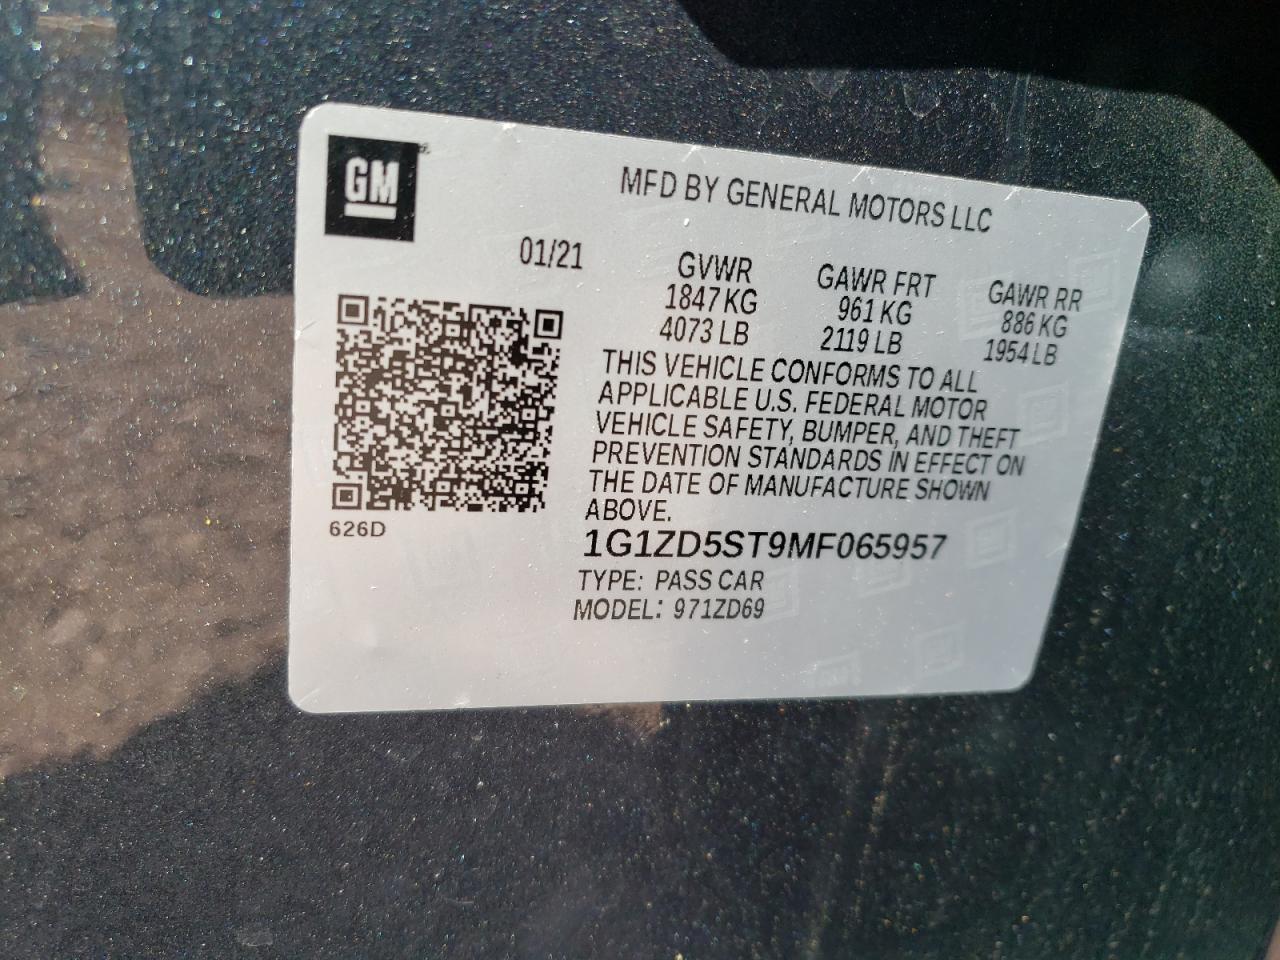 GM
MFD BY GENERAL MOTORS LLC
01/21
GVWR
1847 KG
4073 LB
GAWR FRT
961 KG
2119 LB
GAWR RR
886 KG
1954 LB
THIS VEHICLE CONFORMS TO ALL
APPLICABLE U.S. FEDERAL MOTOR
VEHICLE SAFETY, BUMPER, AND THEFT
PREVENTION STANDARDS IN EFFECT ON
THE DATE OF MANUFACTURE SHOWN
ABOVE.
626D
1G1ZD5ST9MF065957
TYPE: PASS CAR
MODEL: 971ZD69